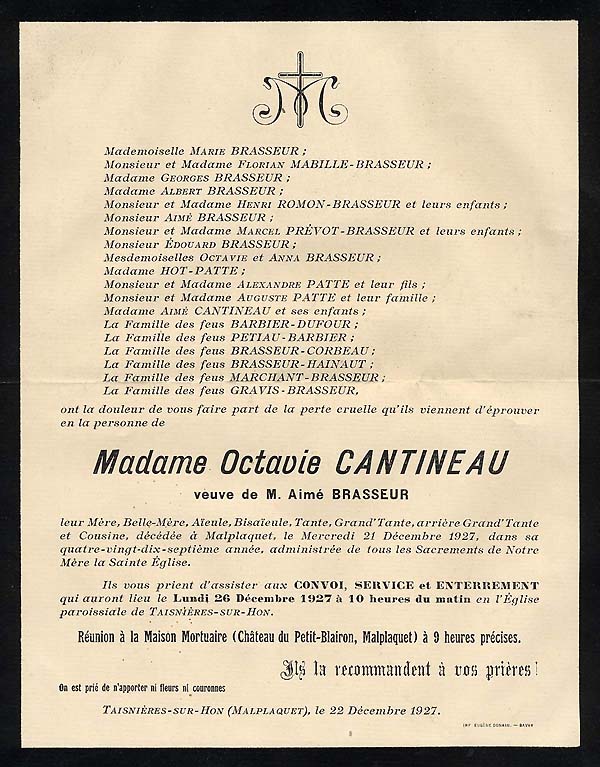 Mademoiselle MARIE BRASSEUR ;
Monsieur et Madame FLORIAN MABILLE-BRASSEUR ;
Madame GEORGES BRASSEUR ;
Madame ALBERT BRASSEUR ;
Monsieur et Madame HENRI ROMON-BRASSEUR et leurs enfants ;
Monsieur AIMÉ BRASSEUR ;
Monsieur et Madame MARCEL PRÉVOT-BRASSEUR et leurs enfants ;
Monsieur ÉDOUARD BRASSEUR ;
Mesdemoiselles OCTAVIE et ANNA BRASSEUR ;
Madame HOT-PATTE ;
Monsieur et Madame ALEXANDRE PATTE et leur fils ;
Monsieur et Madame AUGUSTE PATTE et leur famille ;
Madame AIMÉ CANTINEAU et ses enfants ;
La Famille des feus BARBIER-DUFOUR ;
La Famille des feus PETIAU-BARBIER ;
La Famille des feus BRASSEUR-CORBEAU ;
La Famille des feus BRASSEUR-HAINAUT ;
La Famille des feus MARCHANT-BRASSEUR ;
La Famille des feus GRAVIS-BRASSEUR,
ont la douleur de vous faire part de la perte cruelle qu'ils viennent d'éprouver
en la personne de
Madame Octavie CANTINEAU
veuve de M. Aimé BRASSEUR
leur Mère, Belle-Mère, Aïeule, Bisaïeule, Tante, Grand'Tante, arrière Grand'Tante
et Cousine, décédée à Malplaquet, le Mercredi 21 Décembre 1927, dans sa
quatre-vingt-dix-septième année, administrée de tous les Sacrements de Notre
Mère la Sainte Église.
Ils vous prient d'assister aux CONVOI, SERVICE et ENTERREMENT
qui auront lieu le Lundi 26 Décembre 1927 à 10 heures du matin en l'Église
paroissiale de TAISNIÈRES-SUR-HON.
Réunion à la Maison Mortuaire (Château du Petit-Blairon, Malplaquet) à 9 heures précises.
Ils la recommandent à vos prières !
On est prié de n'apporter ni fleurs ni couronnes
TAISNIÈRES-SUR-HON (MALPLAQUET), le 22 Décembre 1927.
IMP. EUGÈNE — BAVAY